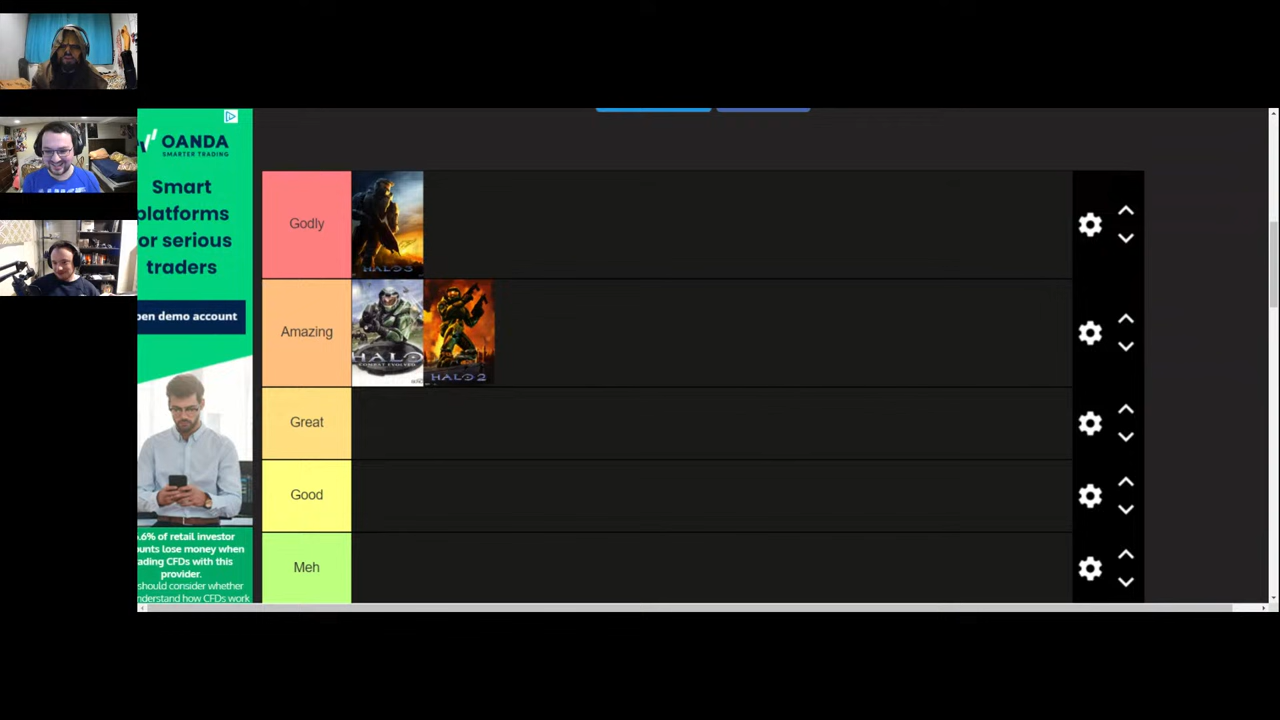 OANDA
SMARTER TRADING
Smart
platforms
or serious
traders
pen demo account
.6% of retail investor
unts lose money when
ading CFDs with this
provider.
should consider whether
nderstand how CFDs work
Godly
HALO 3
Amazing
HALO
COMBAT EVOLVED
HALO 2
Great
Good
Meh